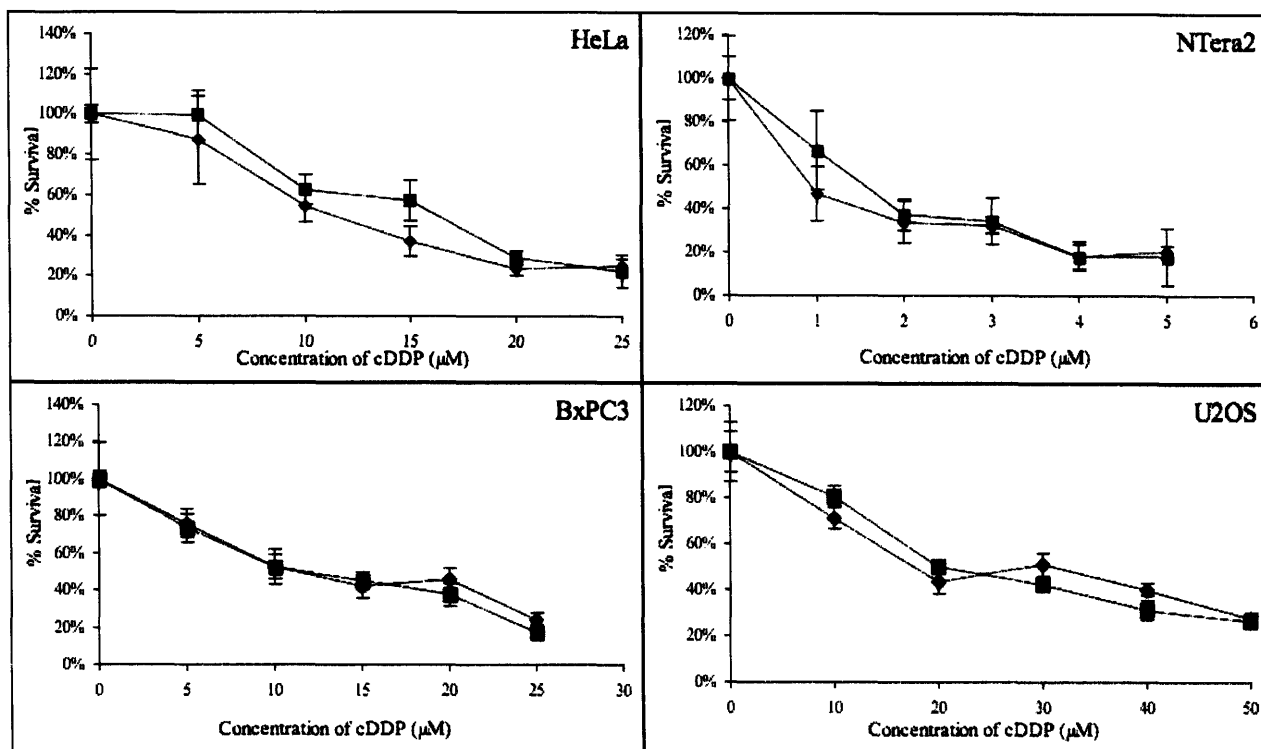 HeLa
140%
120%
100%
80%
60%
40%
20%
0%
% Survival
0 5 10 15 20 25
Concentration of cDDP (μM)
NTera2
120%
100%
80%
60%
40%
20%
0%
% Survival
0 1 2 3 4 5 6
Concentration of cDDP (μM)
BxPC3
140%
120%
100%
80%
60%
40%
20%
0%
% Survival
0 5 10 15 20 25 30
Concentration of cDDP (μM)
U2OS
120%
100%
80%
60%
40%
20%
0%
% Survival
0 10 20 30 40 50
Concentration of cDDP (μM)